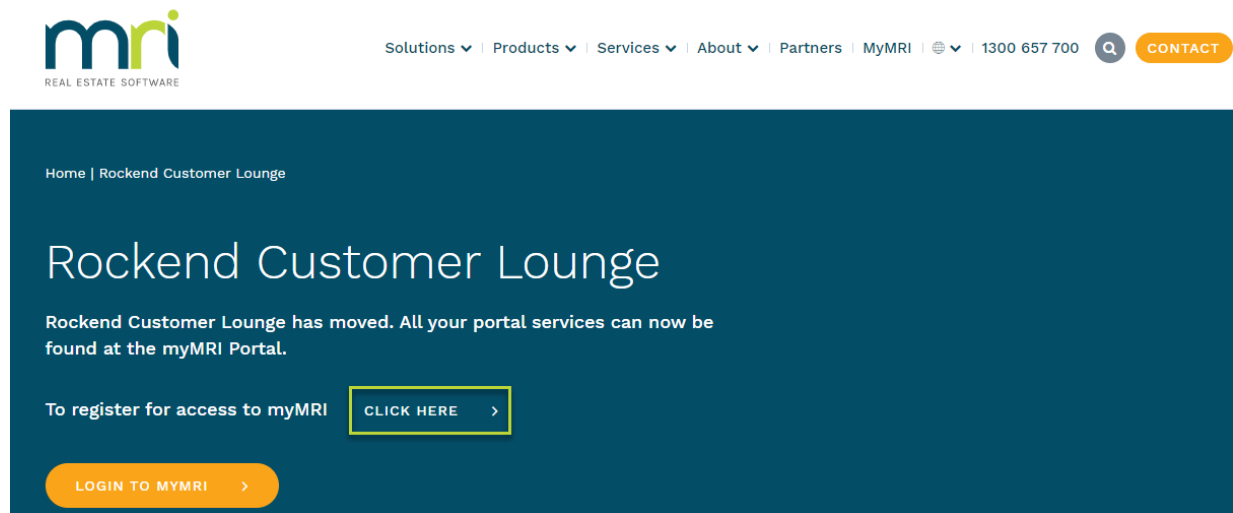 mri
REAL ESTATE SOFTWARE
Solutions Products Services About Partners MyMRI 1300 657 700 CONTACT
Home | Rockend Customer Lounge
Rockend Customer Lounge
Rockend Customer Lounge has moved. All your portal services can now be
found at the myMRI Portal.
To register for access to myMRI CLICK HERE >
LOGIN TO MYMRI >